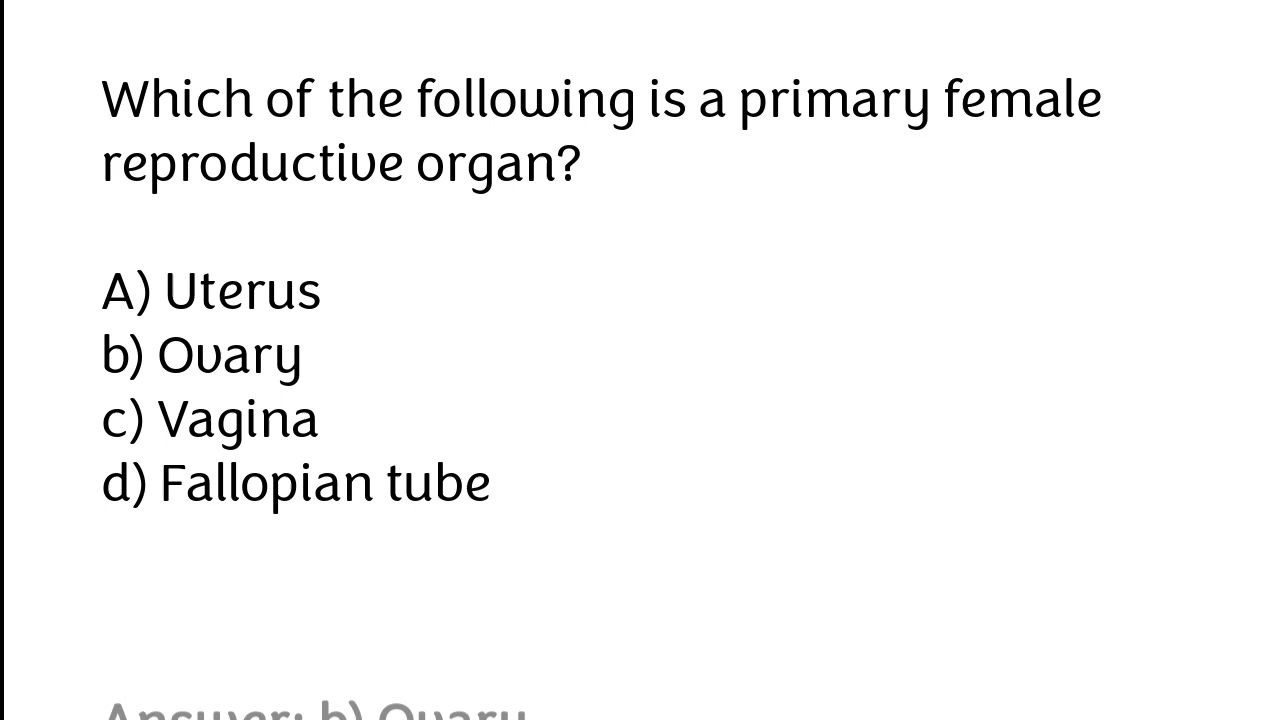 Which of the following is a primary female
reproductive organ?
A) Uterus
b) Ovary
c) Vagina
d) Fallopian tube
Answer: b) Ovary